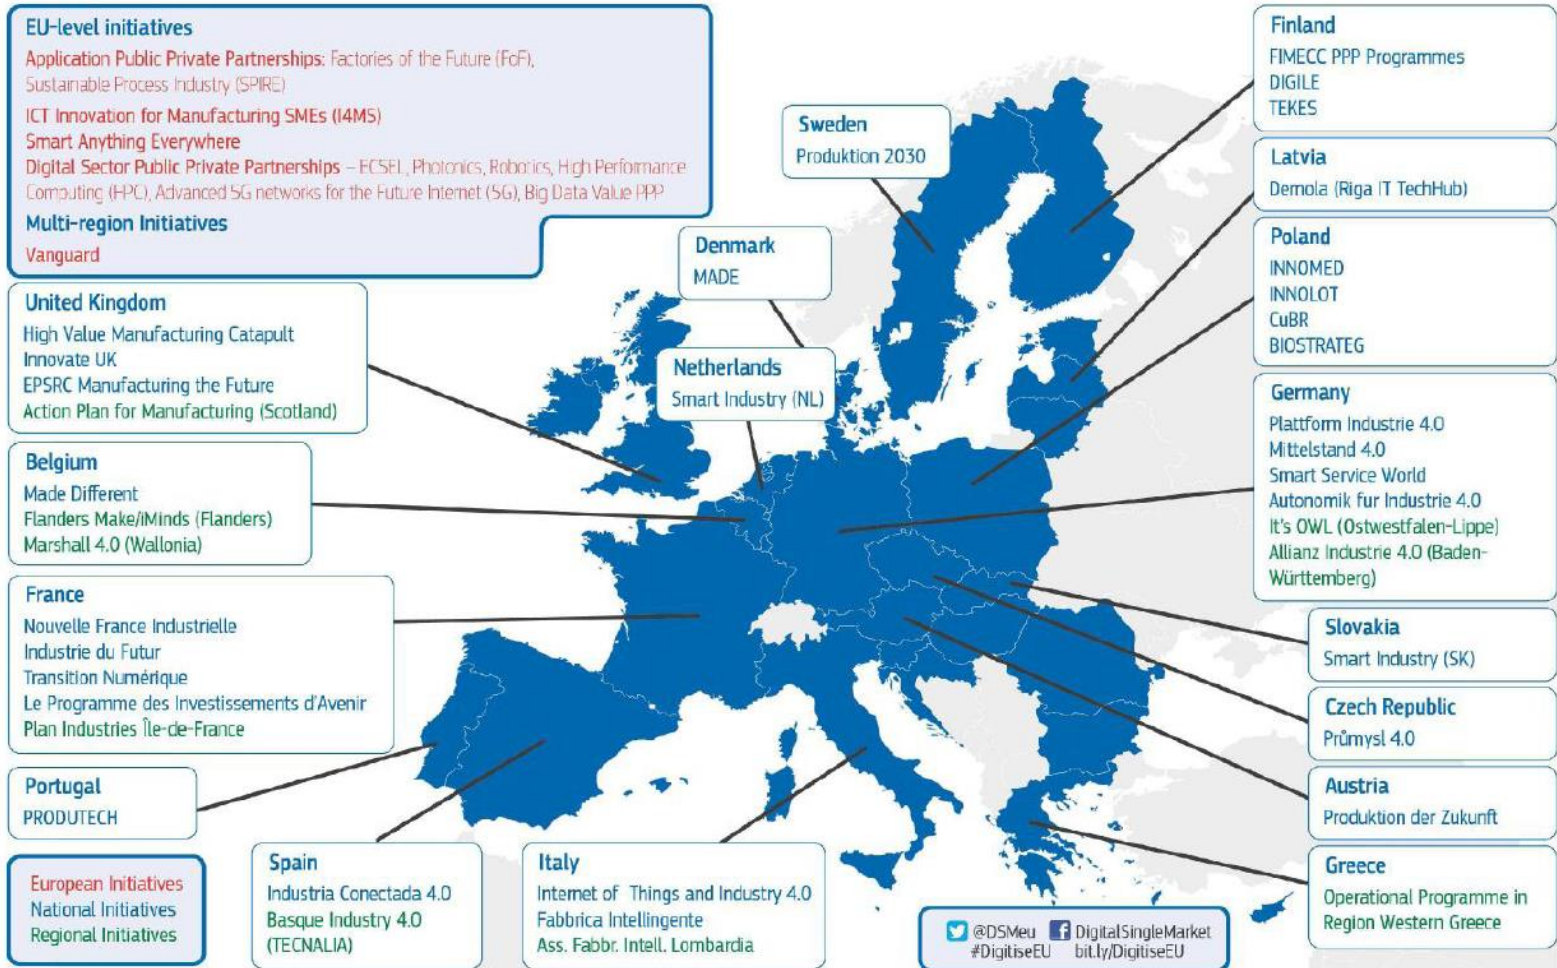 EU-level initiatives
Application Public Private Partnerships: Factories of the Future (FoF),
Sustainable Process Industry (SPIRE)
ICT Innovation for Manufacturing SMEs (I4MS)
Smart Anything Everywhere
Digital Sector Public Private Partnerships – ECSEL, Photonics, Robotics, High Performance
Computing (HPC), Advanced 5G networks for the Future Internet (5G), Big Data Value PPP
Multi-region Initiatives
Vanguard
United Kingdom
High Value Manufacturing Catapult
Innovate UK
EPSRC Manufacturing the Future
Action Plan for Manufacturing (Scotland)
Belgium
Made Different
Flanders Make/iMinds (Flanders)
Marshall 4.0 (Wallonia)
France
Nouvelle France Industrielle
Industrie du Futur
Transition Numérique
Le Programme des Investissements d'Avenir
Plan Industries Île-de-France
Portugal
PRODUTECH
European Initiatives
National Initiatives
Regional Initiatives
Spain
Industria Conectada 4.0
Basque Industry 4.0
(TECNALIA)
Italy
Internet of Things and Industry 4.0
Fabbrica Intellingente
Ass. Fabbr. Intell. Lombardia
Denmark
MADE
Netherlands
Smart Industry (NL)
Sweden
Produktion 2030
Finland
FIMECC PPP Programmes
DIGILE
TEKES
Latvia
Demola (Riga IT TechHub)
Poland
INNOMED
INNOLOT
CuBR
BIOSTRATEG
Germany
Plattform Industrie 4.0
Mittelstand 4.0
Smart Service World
Autonomik fur Industrie 4.0
It's OWL (Ostwestfalen-Lippe)
Allianz Industrie 4.0 (Baden-
Württemberg)
Slovakia
Smart Industry (SK)
Czech Republic
Průmysl 4.0
Austria
Produktion der Zukunft
Greece
Operational Programme in
Region Western Greece
@DSMeu DigitalSingleMarket
#DigitiseEU bit.ly/DigitiseEU